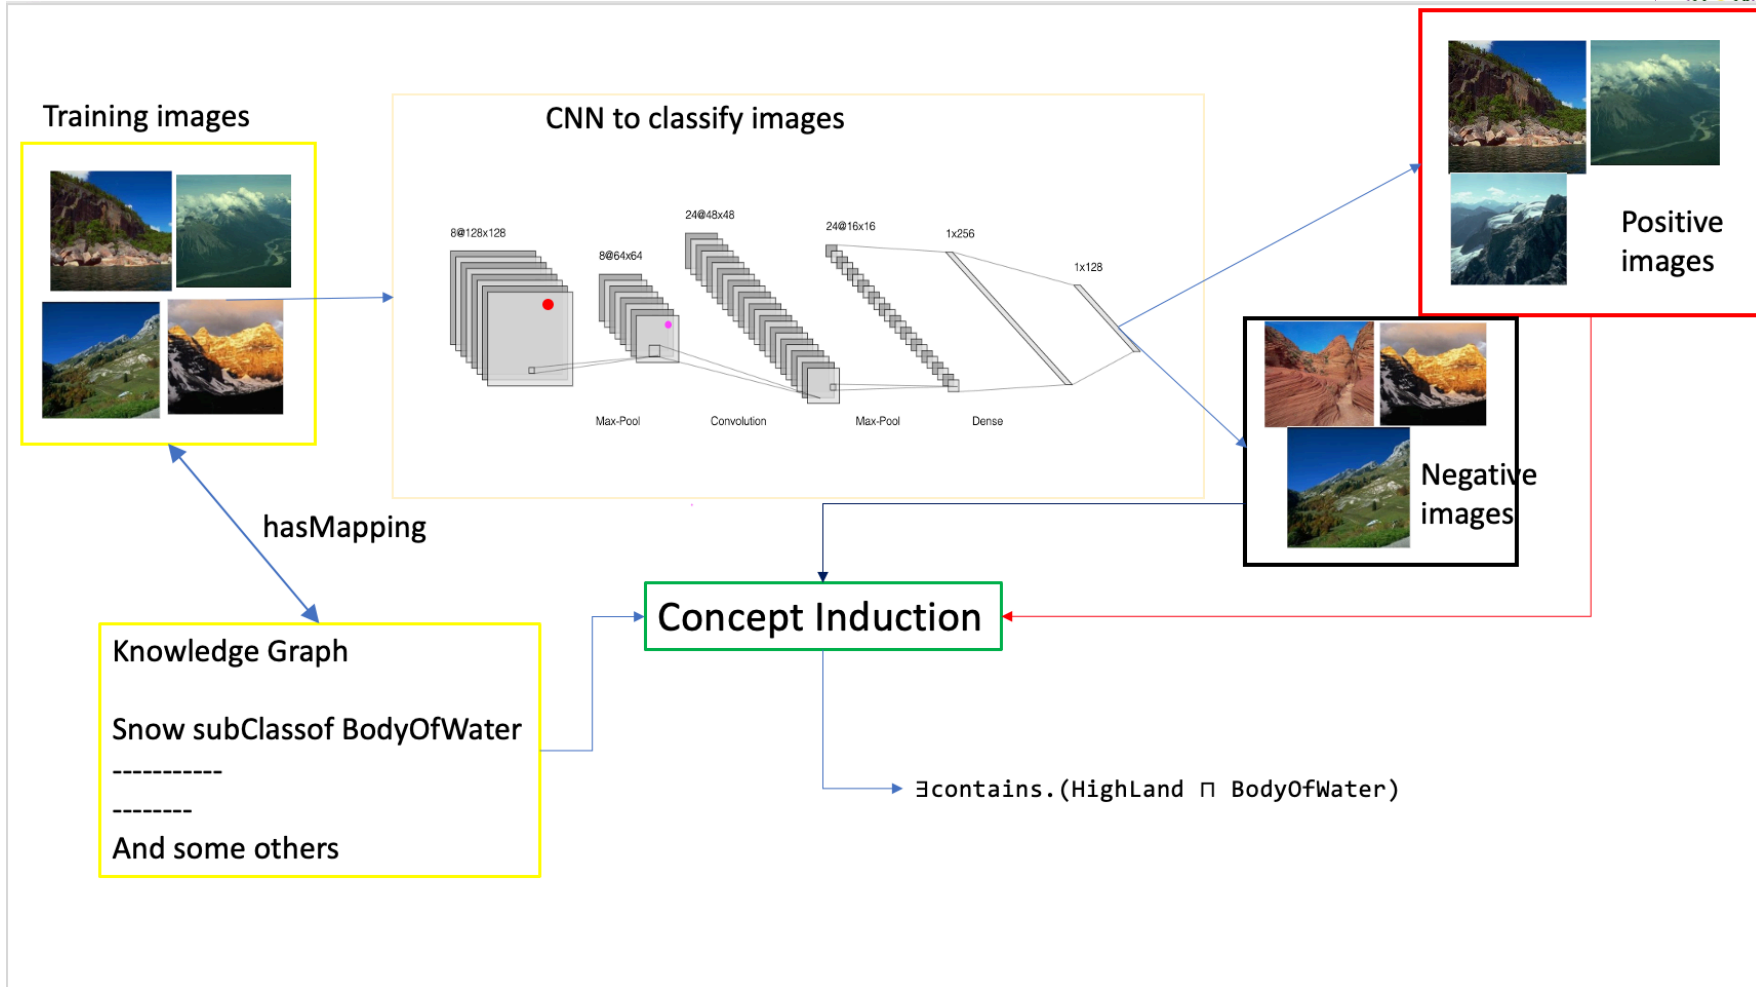 Training images
CNN to classify images
8@128x128
8@64x64
24@48x48
24@16x16
1x256
1x128
Max-Pool
Convolution
Max-Pool
Dense
Positive
images
Negative
images
hasMapping
Concept Induction
Knowledge Graph
Snow subClassof BodyOfWater
-----------
--------
And some others
∃contains.(HighLand ⊓ BodyOfWater)